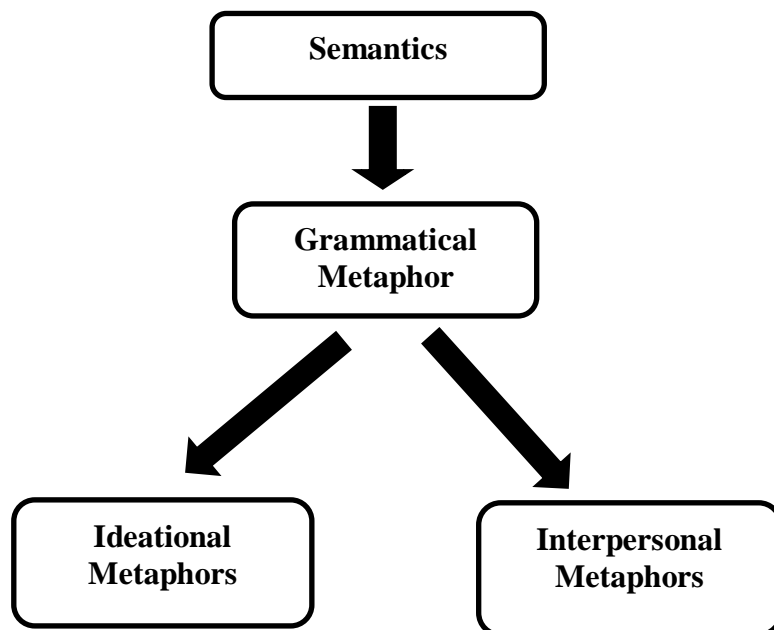 Semantics
Grammatical
Metaphor
Ideational
Metaphors
Interpersonal
Metaphors